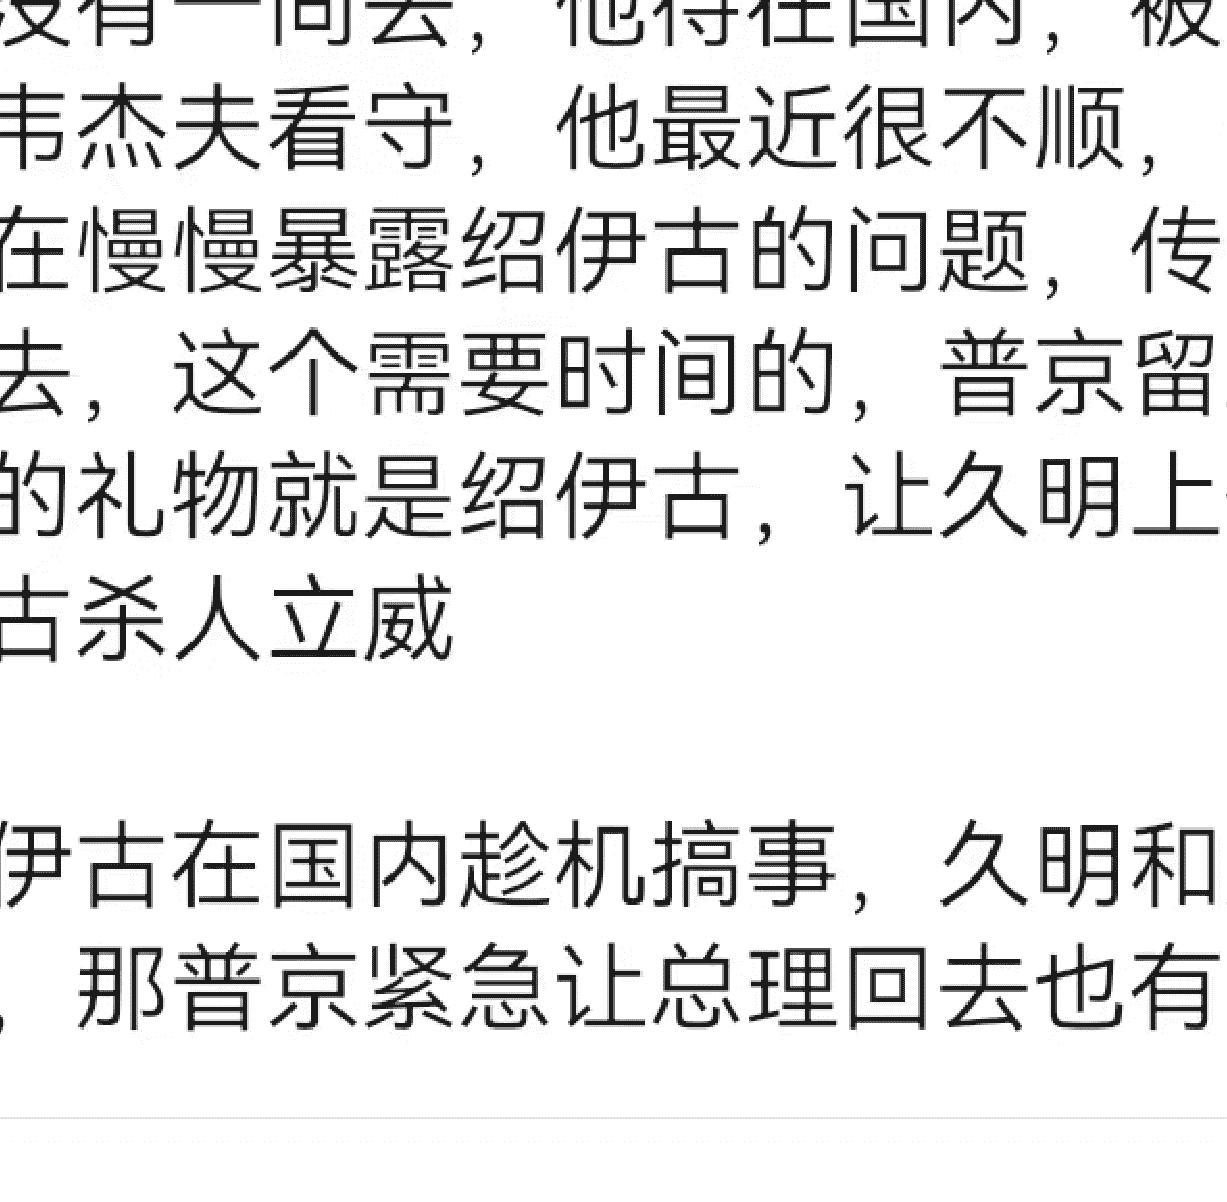 没有一同去，他待在国内，被
韦杰夫看守，他最近很不顺，
在慢慢暴露绍伊古的问题，传
去，这个需要时间的，普京留
的礼物就是绍伊古，让久明上
古杀人立威
伊古在国内趁机搞事，久明和
，那普京紧急让总理回去也有